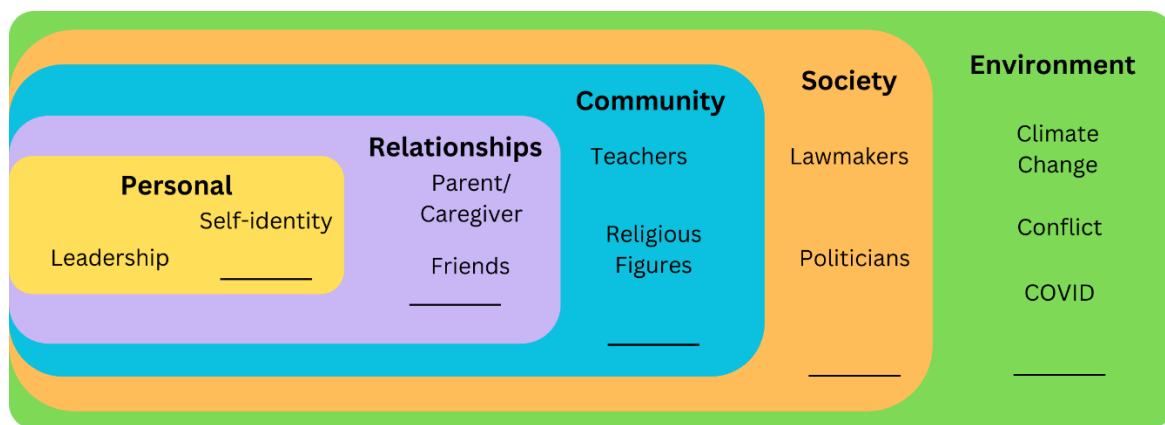 Personal
Self-identity
Leadership
Relationships
Parent/
Caregiver
Friends
Community
Teachers
Religious
Figures
Society
Lawmakers
Politicians
Environment
Climate
Change
Conflict
COVID